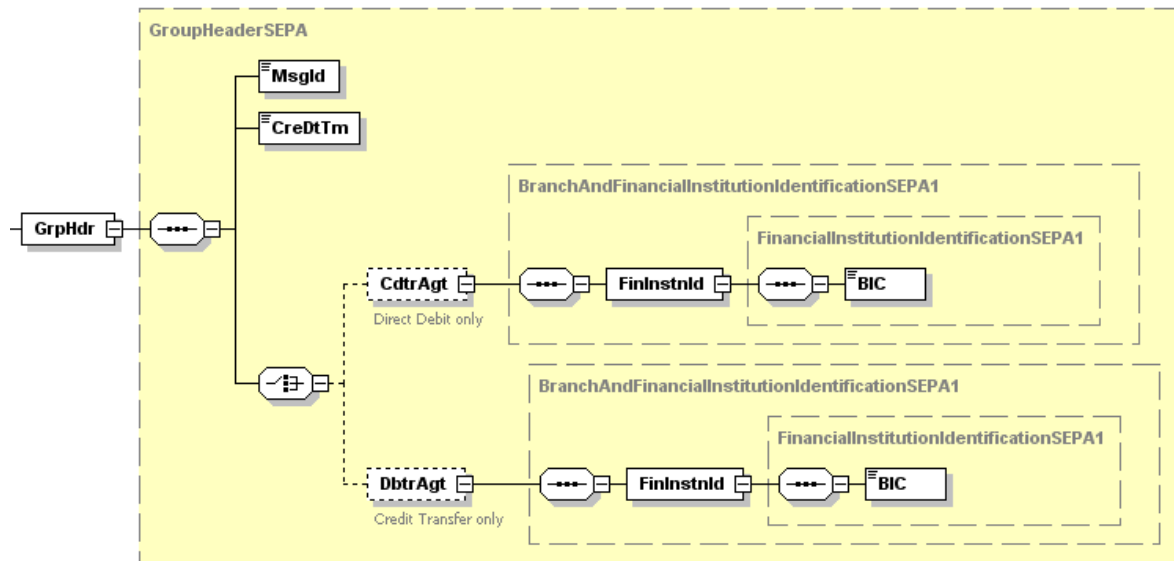 GroupHeaderSEPA
MsgId
CreDtTm
BranchAndFinancialInstitutionIdentificationSEPA1
FinancialInstitutionIdentificationSEPA1
GrpHdr
CdtrAgt
FinInstnId
BIC
Direct Debit only
BranchAndFinancialInstitutionIdentificationSEPA1
FinancialInstitutionIdentificationSEPA1
DbtrAgt
FinInstnId
BIC
Credit Transfer only